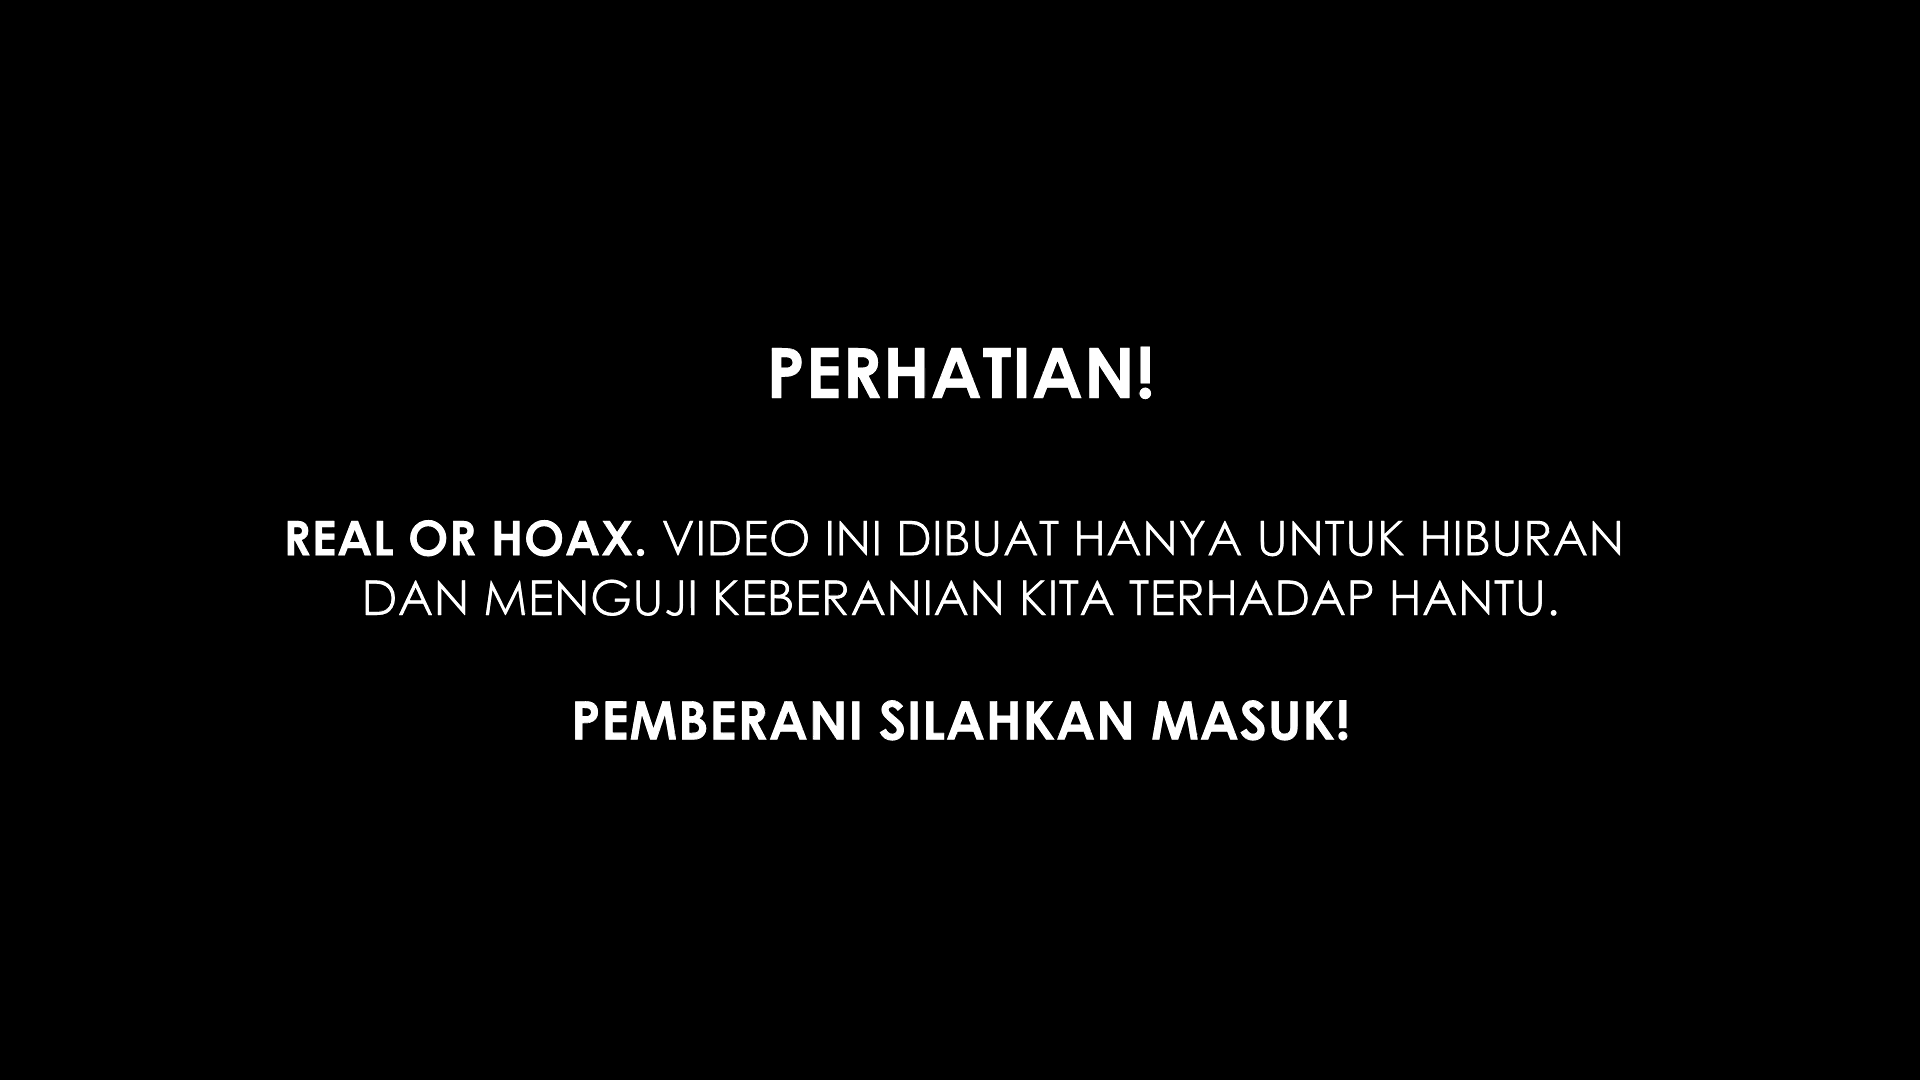 PERHATIAN!
REAL OR HOAX. VIDEO INI DIBUAT HANYA UNTUK HIBURAN
DAN MENGUJI KEBERANIAN KITA TERHADAP HANTU.
PEMBERANI SILAHKAN MASUK!